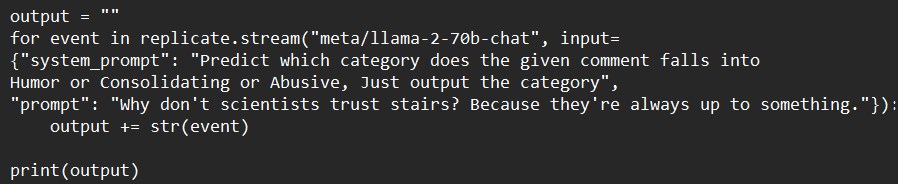 output = ""
for event in replicate.stream("meta/llama-2-70b-chat", input=
{"system_prompt": "Predict which category does the given comment falls into
Humor or Consolidating or Abusive, Just output the category",
"prompt": "Why don't scientists trust stairs? Because they're always up to something."}):
    output += str(event)

print(output)